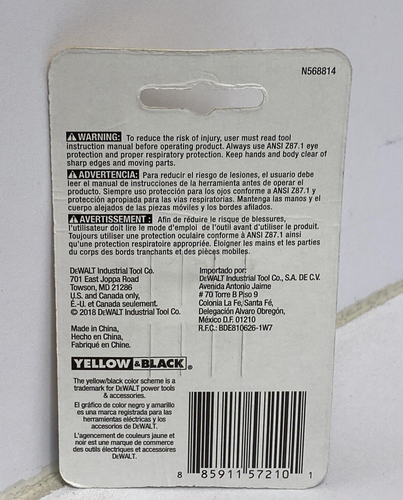 N568814
WARNING: To reduce the risk of injury, user must read tool
instruction manual before operating product. Always use ANSI Z87.1 eye
protection and proper respiratory protection. Keep hands and body clear of
sharp edges and moving parts.
ADVERTENCIA: Para reducir el riesgo de lesiones, el usuario debe
leer el manual de instrucciones de la herramienta antes de operar el
producto. Siempre use protección para los ojos conforme a ANSI Z87.1 y
protección apropiada para las vías respiratorias. Mantenga las manos y el
cuerpo alejados de las piezas móviles y los bordes afilados.
AVERTISSEMENT : Afin de réduire le risque de blessures,
l'utilisateur doit lire le mode d'emploi de l'outil avant d'utiliser le produit.
Toujours utiliser une protection oculaire conforme à ANSI Z87.1 ainsi
qu'une protection respiratoire appropriée. Éloigner les mains et les parties
du corps des bords tranchants et des pièces mobiles.
DEWALT Industrial Tool Co.
701 East Joppa Road
Towson, MD 21286
U.S. and Canada only,
É.-U. et Canada seulement.
© 2018 DEWALT Industrial Tool Co.
Made in China,
Hecho en China,
Fabriqué en Chine.
Importado por:
DEWALT Industrial Tool Co., S.A. DE C.V.
Avenida Antonio Jaime
# 70 Torre B Piso 9
Colonia La Fe, Santa Fé,
Delegación Alvaro Obregón,
México D.F. 01210
R.F.C.: BDE810626-1W7
YELLOW & BLACK®
The yellow/black color scheme is a
trademark for DEWALT power tools
& accessories.
El gráfico de color negro y amarillo
es una marca registrada para las
herramientas eléctricas y los
accesorios de DEWALT.
L'agencement de couleurs jaune et
noir est une marque de commerce
des outils électriques et accessoires
DEWALT.
8 85911 57210 1